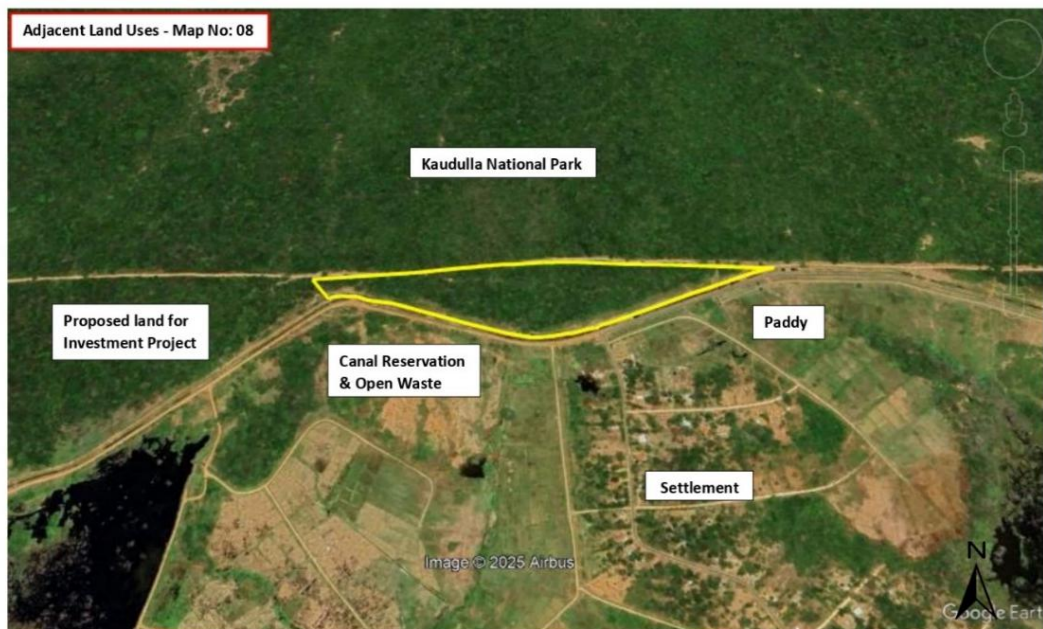 Adjacent Land Uses - Map No: 08
Kaudulla National Park
Proposed land for
Investment Project
Canal Reservation
& Open Waste
Paddy
Settlement
Image © 2025 Airbus
N
Google Eart